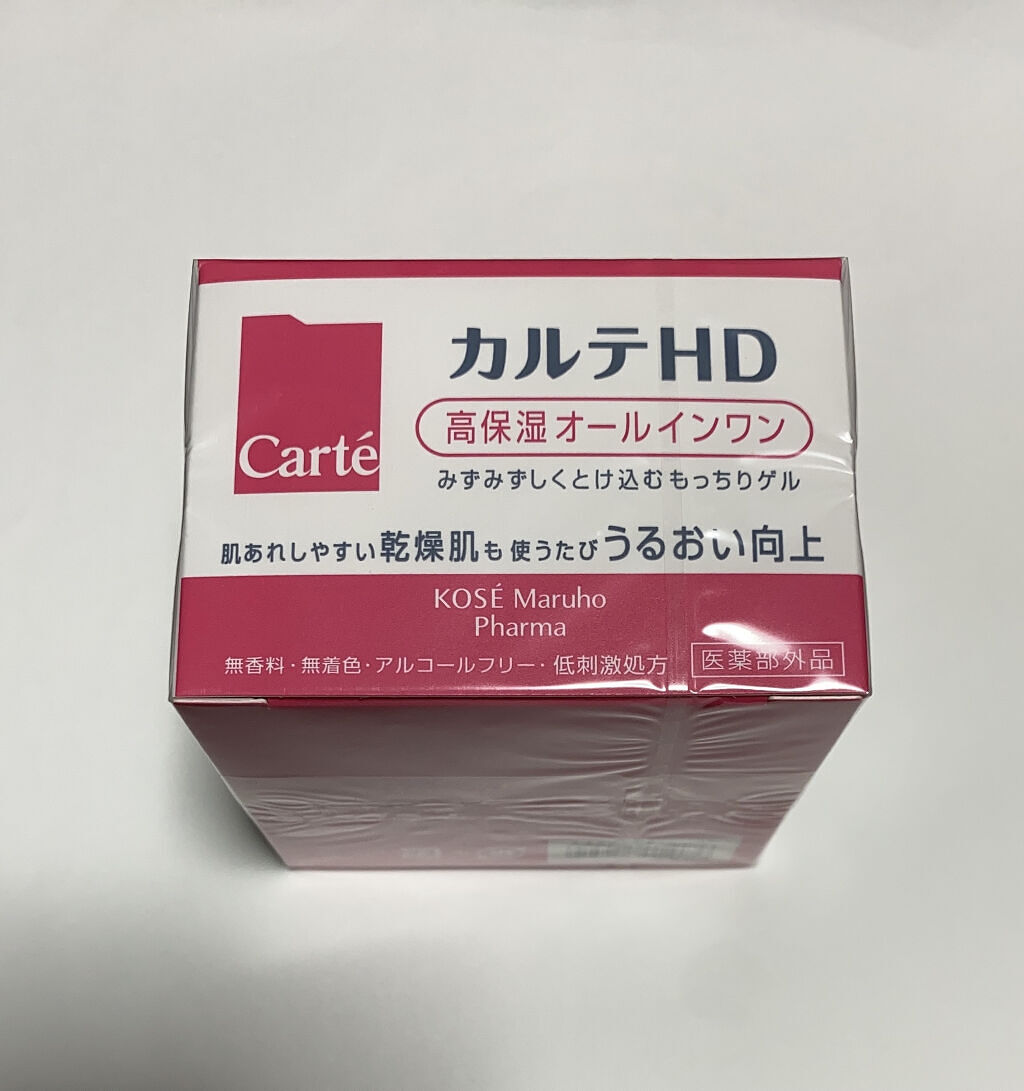 カルテHD
Carté
高保湿オールインワン
みずみずしくとけ込むもっちりゲル
肌あれしやすい乾燥肌も使うたびうるおい向上
KOSÉ Maruho
Pharma
無香料・無着色・アルコールフリー・低刺激処方
医薬部外品